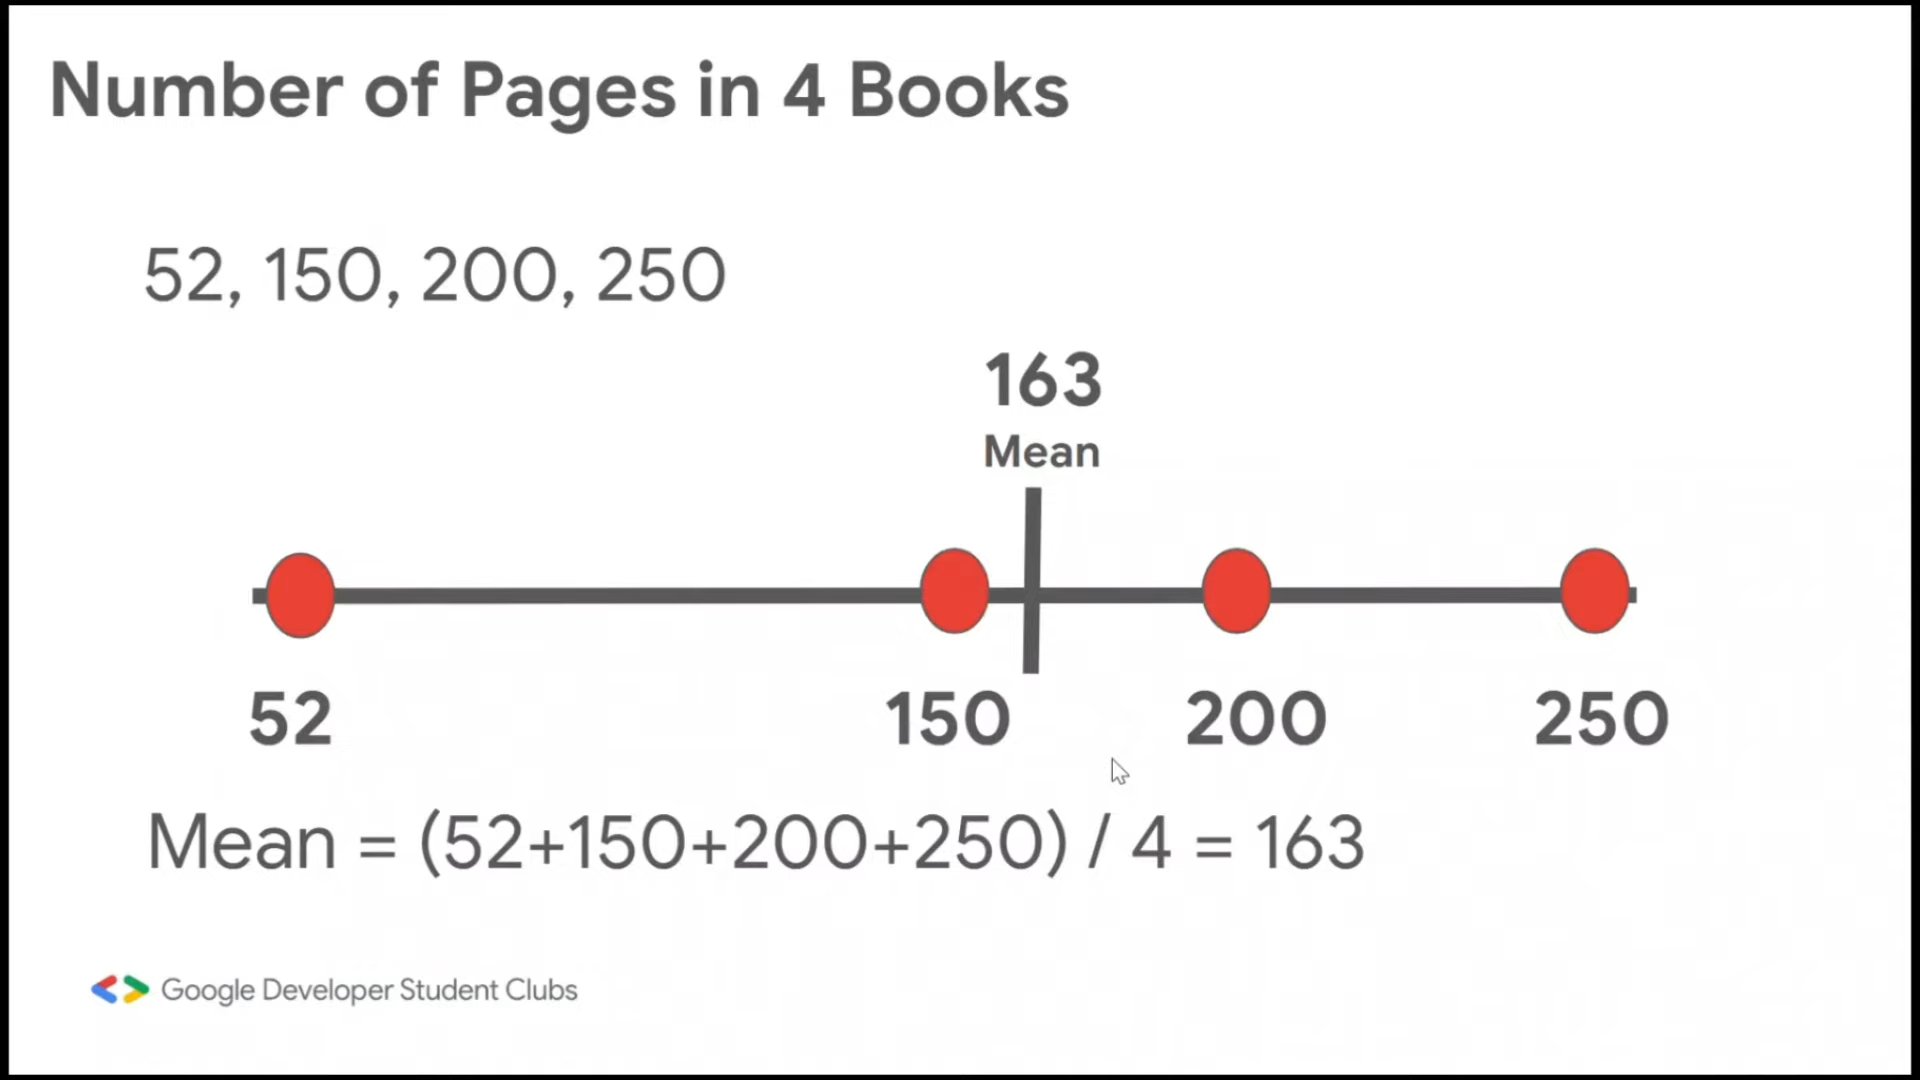 Number of Pages in 4 Books
52, 150, 200, 250
163
Mean
52 150 200 250
Mean = (52+150+200+250) / 4 = 163
Google Developer Student Clubs